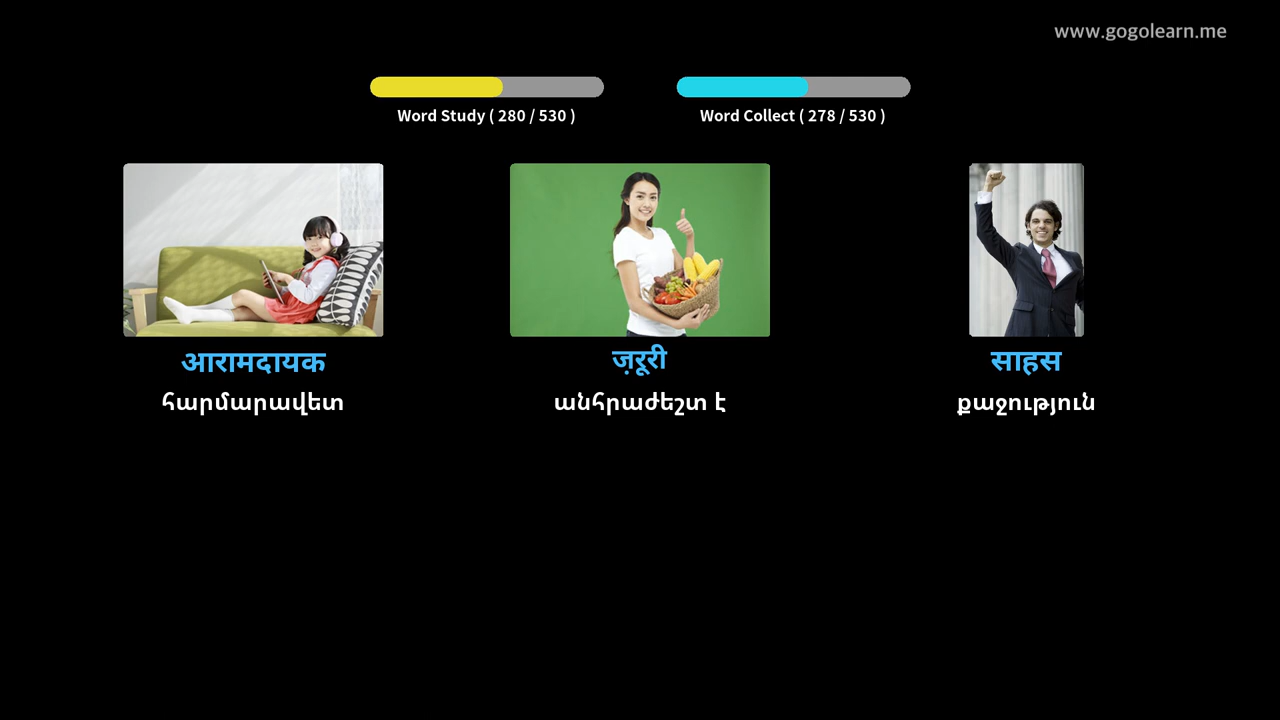 www.gogolearn.me
Word Study ( 280 / 530 )
Word Collect ( 278 / 530 )
आरामदायक
ज़रूरी
साहस
հարմարավետ
անհրաժեշտ է
քաջություն